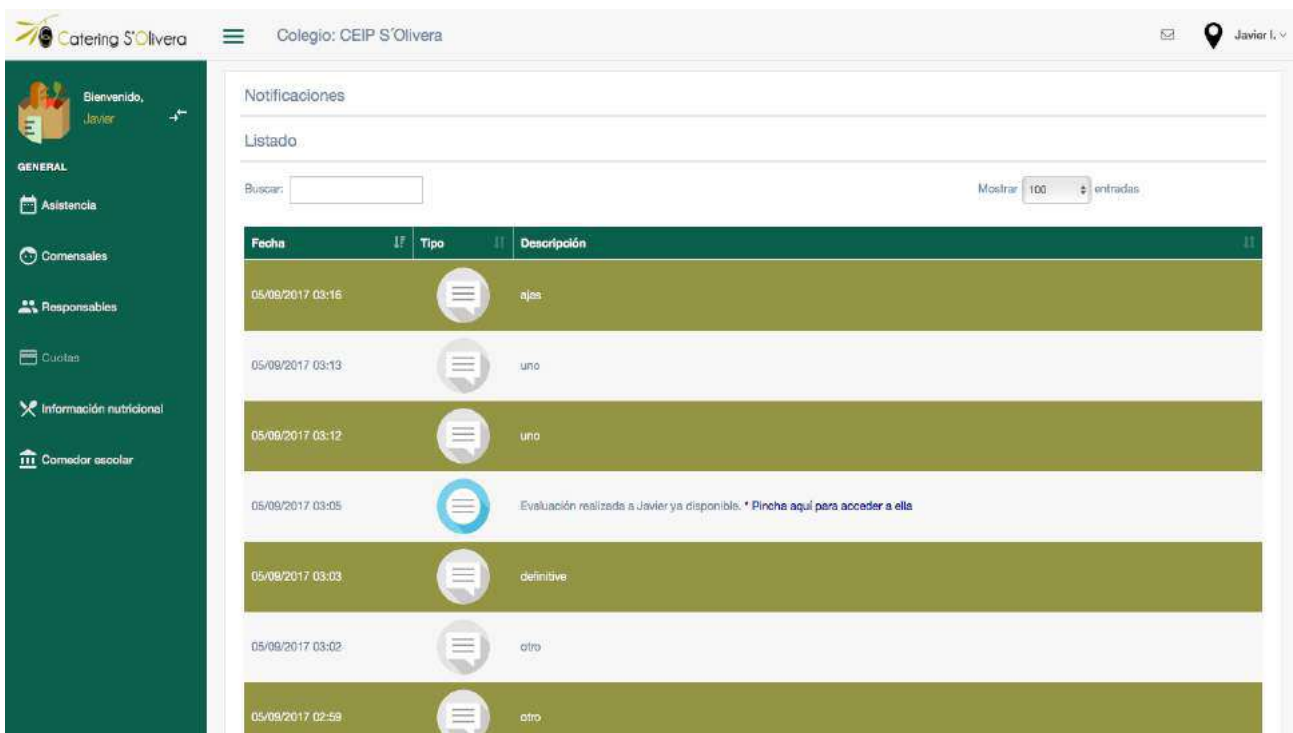 Catering S'Olivera
Colegio: CEIP S´Olivera
Javier I.
Bienvenido,
Javier
GENERAL
Asistencia
Comensales
Responsables
Cuotas
Información nutricional
Comedor escolar
Notificaciones
Listado
Buscar:
Mostrar 100 entradas
Fecha Tipo Descripción
05/09/2017 03:16 ajes
05/09/2017 03:13 uno
05/09/2017 03:12 uno
05/09/2017 03:05 Evaluación realizada a Javier ya disponible. * Pincha aquí para acceder a ella
05/09/2017 03:03 definitive
05/09/2017 03:02 otro
05/09/2017 02:59 otro